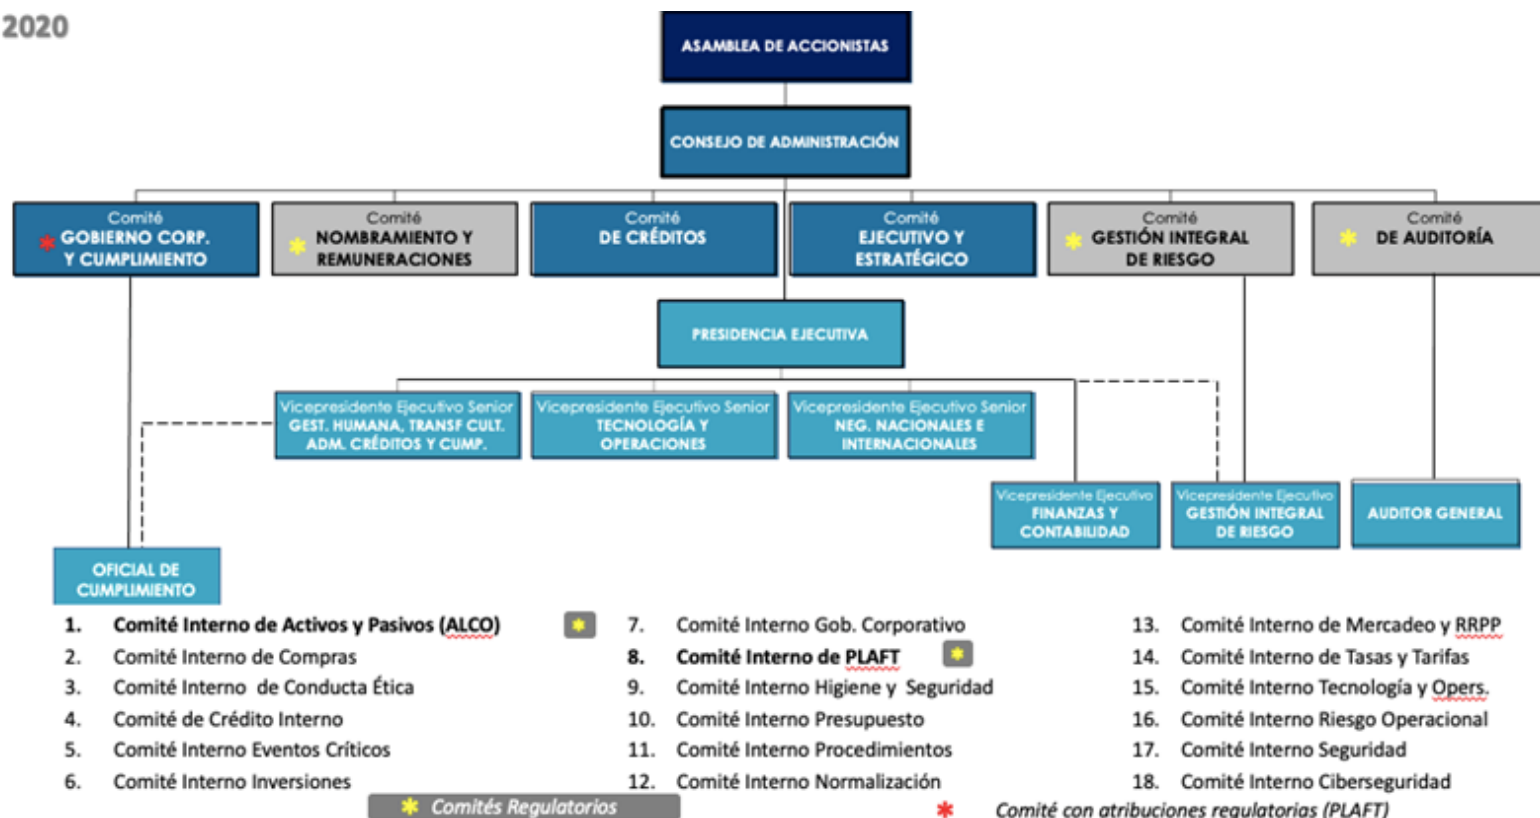 2020
ASAMBLEA DE ACCIONISTAS
CONSEJO DE ADMINISTRACIÓN
Comité
GOBIERNO CORP.
Y CUMPLIMIENTO
Comité
NOMBRAMIENTO Y
REMUNERACIONES
Comité
DE CRÉDITOS
Comité
EJECUTIVO Y
ESTRATÉGICO
Comité
GESTIÓN INTEGRAL
DE RIESGO
Comité
DE AUDITORÍA
PRESIDENCIA EJECUTIVA
Vicepresidente Ejecutivo Senior
GEST. HUMANA, TRANSF CULT.
ADM. CRÉDITOS Y CUMP.
Vicepresidente Ejecutivo Senior
TECNOLOGÍA Y
OPERACIONES
Vicepresidente Ejecutivo Senior
NEG. NACIONALES E
INTERNACIONALES
Vicepresidente Ejecutivo
FINANZAS Y
CONTABILIDAD
Vicepresidente Ejecutivo
GESTIÓN INTEGRAL
DE RIESGO
AUDITOR GENERAL
OFICIAL DE
CUMPLIMIENTO
1. Comité Interno de Activos y Pasivos (ALCO)
2. Comité Interno de Compras
3. Comité Interno de Conducta Ética
4. Comité de Crédito Interno
5. Comité Interno Eventos Críticos
6. Comité Interno Inversiones
7. Comité Interno Gob. Corporativo
8. Comité Interno de PLAFT
9. Comité Interno Higiene y Seguridad
10. Comité Interno Presupuesto
11. Comité Interno Procedimientos
12. Comité Interno Normalización
13. Comité Interno de Mercadeo y RRPP
14. Comité Interno de Tasas y Tarifas
15. Comité Interno Tecnología y Opers.
16. Comité Interno Riesgo Operacional
17. Comité Interno Seguridad
18. Comité Interno Ciberseguridad
Comités Regulatorios
Comité con atribuciones regulatorias (PLAFT)